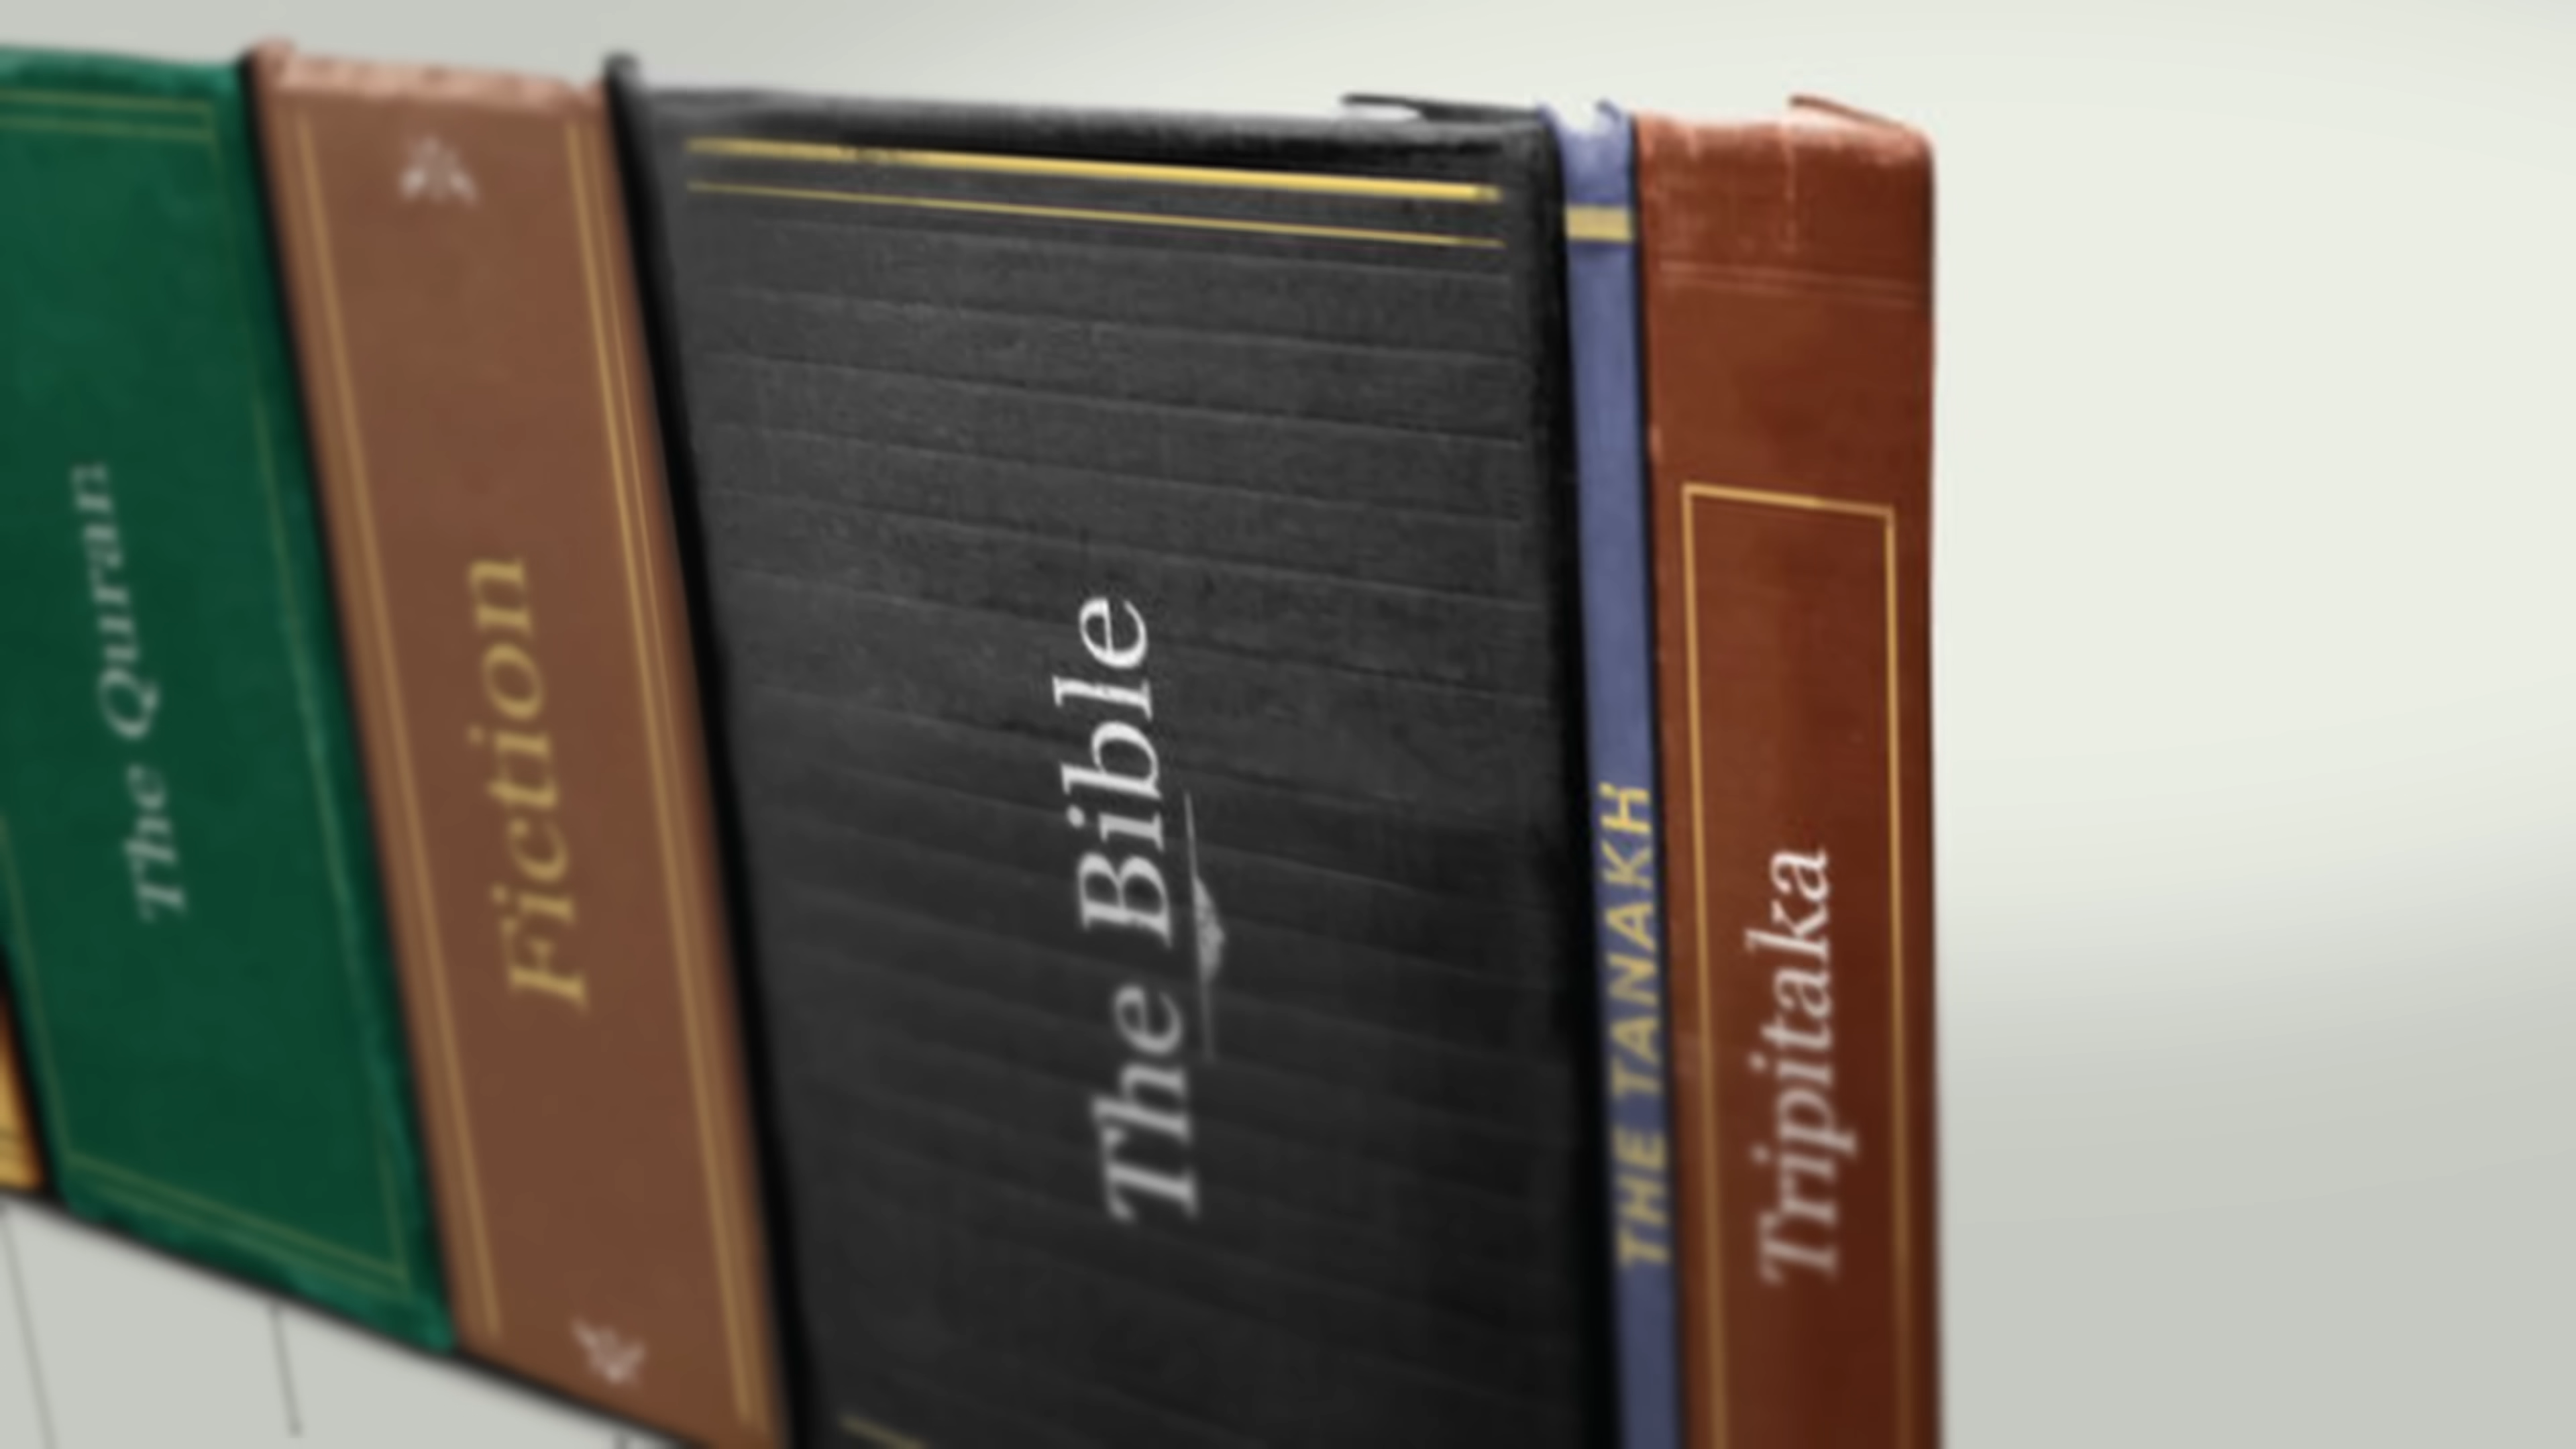 The Quran
Fiction
The Bible
THE TANAKH
Tripitaka